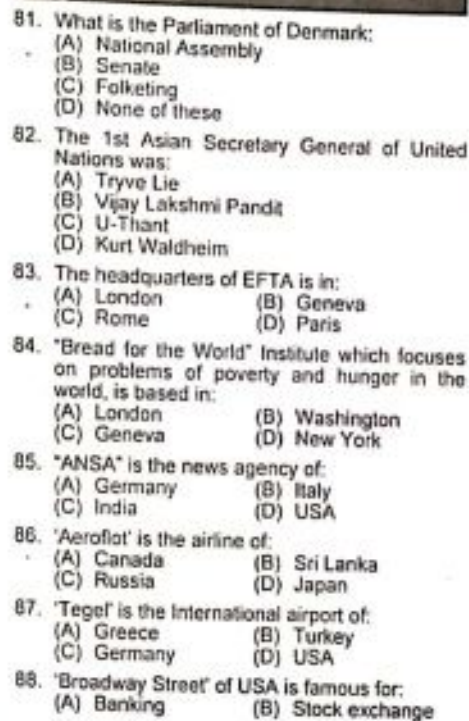 81. What is the Parliament of Denmark:
(A) National Assembly
(B) Senate
(C) Folketing
(D) None of these
82. The 1st Asian Secretary General of United
Nations was:
(A) Tryve Lie
(B) Vijay Lakshmi Pandit
(C) U-Thant
(D) Kurt Waldheim
83. The headquarters of EFTA is in:
(A) London (B) Geneva
(C) Rome (D) Paris
84. "Bread for the World" Institute which focuses
on problems of poverty and hunger in the
world, is based in:
(A) London (B) Washington
(C) Geneva (D) New York
85. "ANSA" is the news agency of:
(A) Germany (B) Italy
(C) India (D) USA
86. 'Aeroflot' is the airline of:
(A) Canada (B) Sri Lanka
(C) Russia (D) Japan
87. 'Tegel' is the International airport of:
(A) Greece (B) Turkey
(C) Germany (D) USA
88. 'Broadway Street' of USA is famous for:
(A) Banking (B) Stock exchange